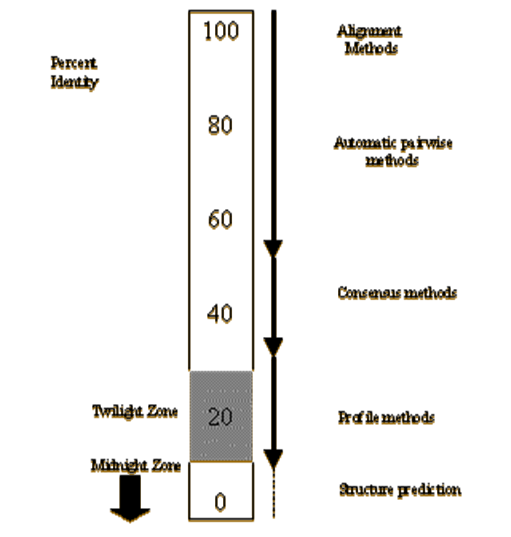 100
Alignment
Methods
Percent
Identity
80
Automatic pairwise
methods
60
Consensus methods
40
Twilight Zone
20
Profile methods
Midnight Zone
Structure prediction
0